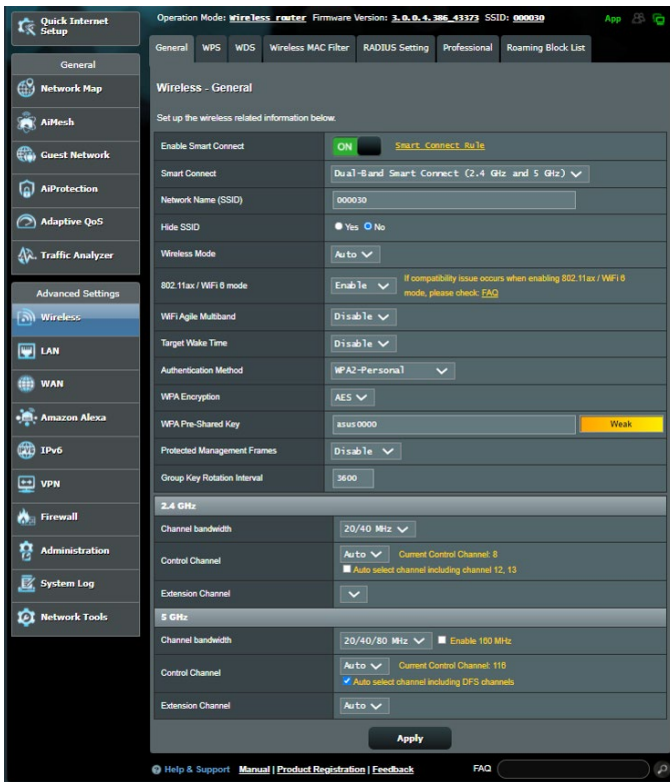 Quick Internet
Setup
General
Network Map
AiMesh
Guest Network
AiProtection
Adaptive QoS
Traffic Analyzer
Advanced Settings
Wireless
LAN
WAN
Amazon Alexa
IPv6
VPN
Firewall
Administration
System Log
Network Tools
Operation Mode: Wireless router Firmware Version: 3.0.0.4.386_43373 SSID: 000030 App
General WPS WDS Wireless MAC Filter RADIUS Setting Professional Roaming Block List
Wireless - General
Set up the wireless related information below.
Enable Smart Connect ON Smart Connect Rule
Smart Connect Dual-Band Smart Connect (2.4 GHz and 5 GHz)
Network Name (SSID) 000030
Hide SSID Yes No
Wireless Mode Auto
802.11ax / WiFi 6 mode Enable If compatibility issue occurs when enabling 802.11ax / WiFi 6
mode, please check: FAQ
WiFi Agile Multiband Disable
Target Wake Time Disable
Authentication Method WPA2-Personal
WPA Encryption AES
WPA Pre-Shared Key asus0000 Weak
Protected Management Frames Disable
Group Key Rotation Interval 3600
2.4 GHz
Channel bandwidth 20/40 MHz
Control Channel Auto Current Control Channel: 8
Auto select channel including channel 12, 13
Extension Channel
5 GHz
Channel bandwidth 20/40/80 MHz Enable 160 MHz
Control Channel Auto Current Control Channel: 116
Auto select channel including DFS channels
Extension Channel Auto
Apply
Help & Support Manual | Product Registration | Feedback FAQ